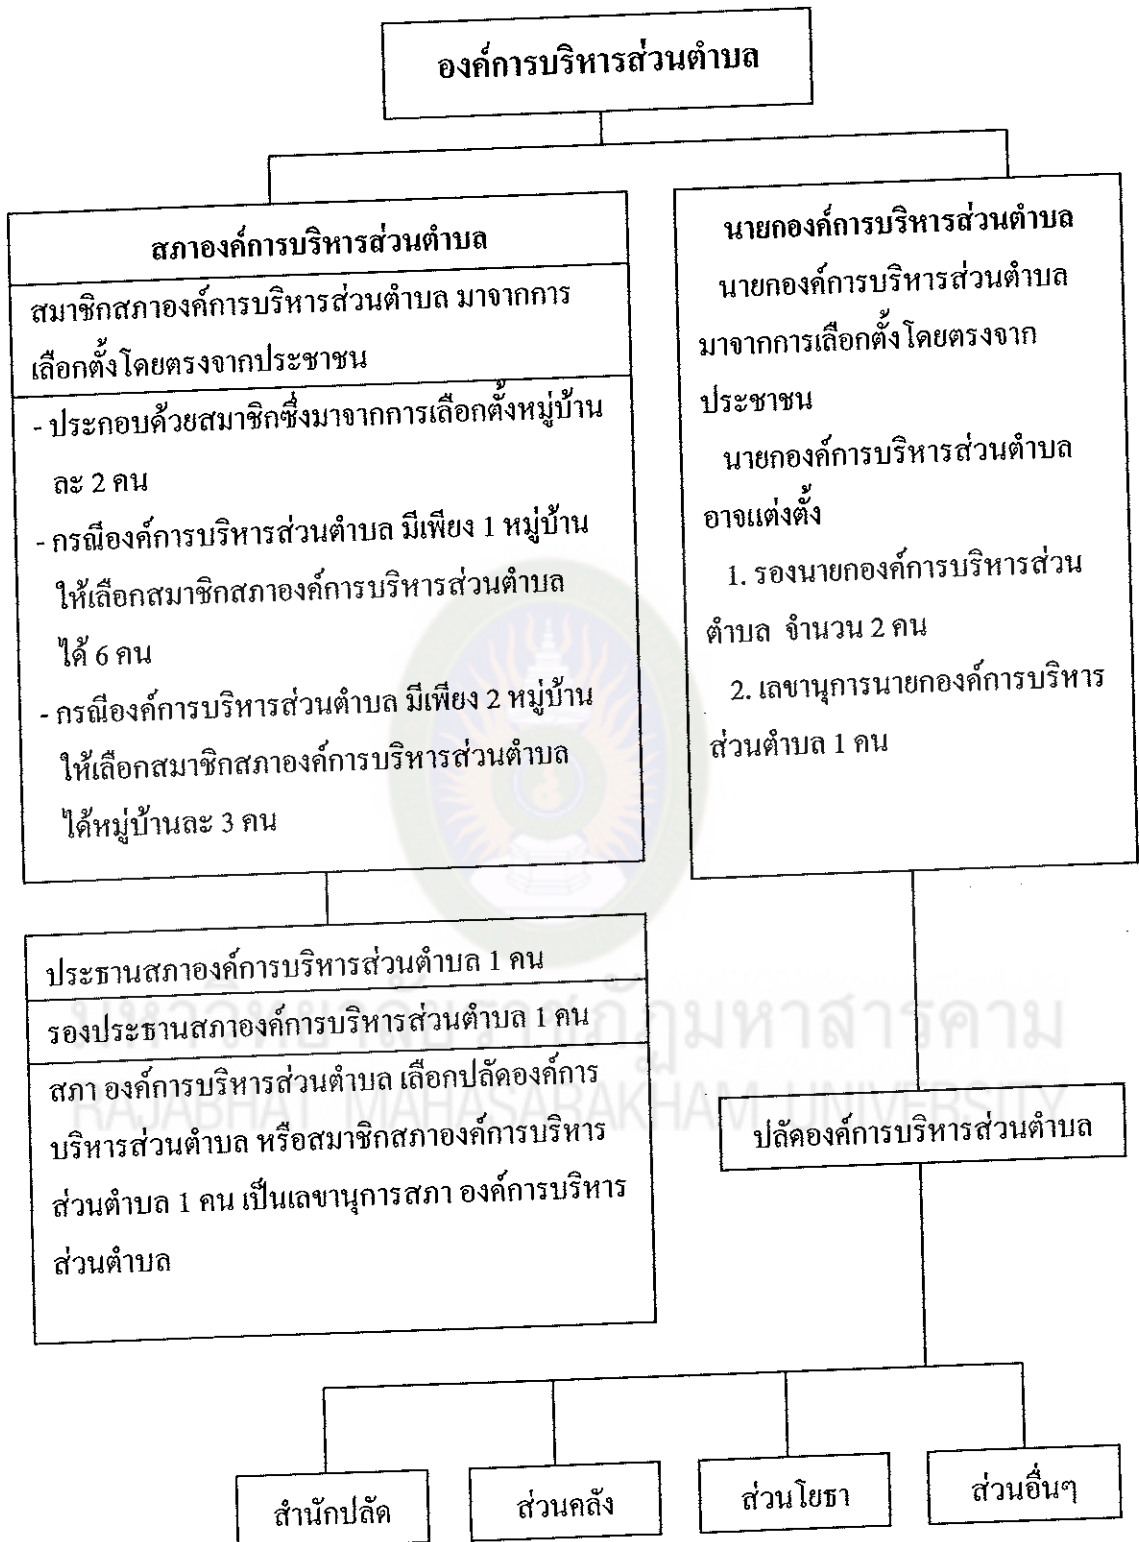 องค์การบริหารส่วนตำบล
สภาองค์การบริหารส่วนตำบล
สมาชิกสภาองค์การบริหารส่วนตำบล มาจากการ
เลือกตั้งโดยตรงจากประชาชน
- ประกอบด้วยสมาชิกซึ่งมาจากการเลือกตั้งหมู่บ้าน
ละ 2 คน
- กรณีองค์การบริหารส่วนตำบล มีเพียง 1 หมู่บ้าน
ให้เลือกสมาชิกสภาองค์การบริหารส่วนตำบล
ได้ 6 คน
- กรณีองค์การบริหารส่วนตำบล มีเพียง 2 หมู่บ้าน
ให้เลือกสมาชิกสภาองค์การบริหารส่วนตำบล
ได้หมู่บ้านละ 3 คน
นายกองค์การบริหารส่วนตำบล
นายกองค์การบริหารส่วนตำบล
มาจากการเลือกตั้งโดยตรงจาก
ประชาชน
นายกองค์การบริหารส่วนตำบล
อาจแต่งตั้ง
1. รองนายกองค์การบริหารส่วน
ตำบล จำนวน 2 คน
2. เลขานุการนายกองค์การบริหาร
ส่วนตำบล 1 คน
ประธานสภาองค์การบริหารส่วนตำบล 1 คน
รองประธานสภาองค์การบริหารส่วนตำบล 1 คน
สภา องค์การบริหารส่วนตำบล เลือกปลัดองค์การ
บริหารส่วนตำบล หรือสมาชิกสภาองค์การบริหาร
ส่วนตำบล 1 คน เป็นเลขานุการสภา องค์การบริหาร
ส่วนตำบล
มหาวิทยาลัยราชภัฏมหาสารคาม
RAJABHAT MAHASARAKHAM UNIVERSITY
ปลัดองค์การบริหารส่วนตำบล
สำนักปลัด
ส่วนคลัง
ส่วนโยธา
ส่วนอื่นๆ